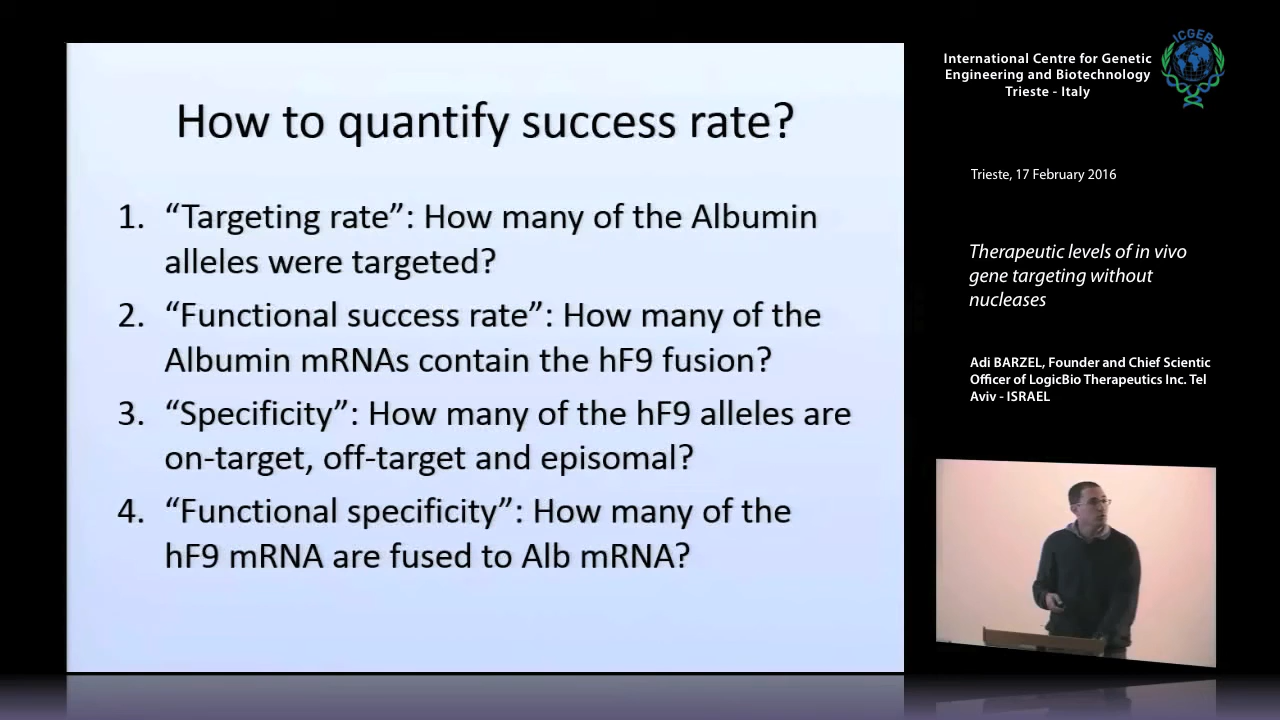 How to quantify success rate?
1. “Targeting rate”: How many of the Albumin
alleles were targeted?
2. “Functional success rate”: How many of the
Albumin mRNAs contain the hF9 fusion?
3. “Specificity”: How many of the hF9 alleles are
on-target, off-target and episomal?
4. “Functional specificity”: How many of the
hF9 mRNA are fused to Alb mRNA?
International Centre for Genetic
Engineering and Biotechnology
Trieste - Italy
ICGEB
Trieste, 17 February 2016
Therapeutic levels of in vivo
gene targeting without
nucleases
Adi BARZEL, Founder and Chief Scientic
Officer of LogicBio Therapeutics Inc. Tel
Aviv - ISRAEL